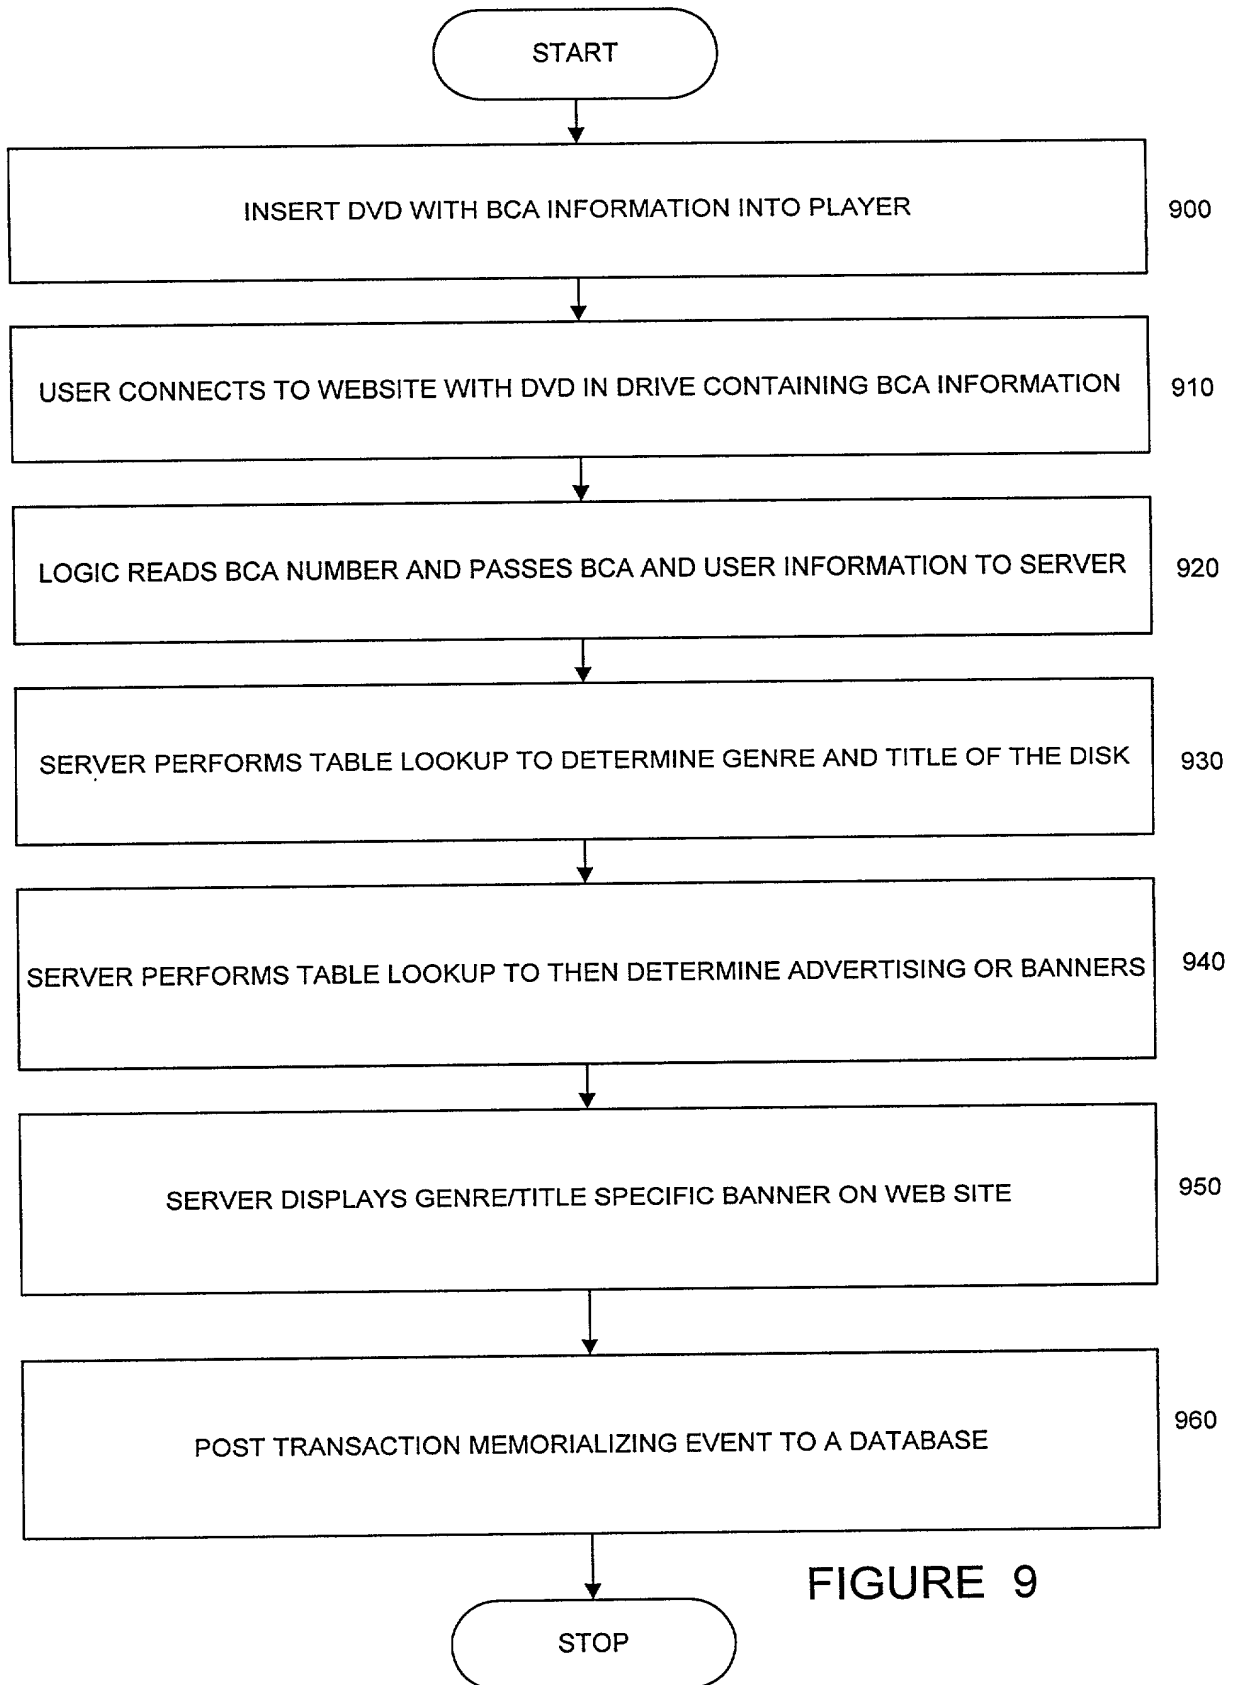 START
INSERT DVD WITH BCA INFORMATION INTO PLAYER
900
USER CONNECTS TO WEBSITE WITH DVD IN DRIVE CONTAINING BCA INFORMATION
910
LOGIC READS BCA NUMBER AND PASSES BCA AND USER INFORMATION TO SERVER
920
SERVER PERFORMS TABLE LOOKUP TO DETERMINE GENRE AND TITLE OF THE DISK
930
SERVER PERFORMS TABLE LOOKUP TO THEN DETERMINE ADVERTISING OR BANNERS
940
SERVER DISPLAYS GENRE/TITLE SPECIFIC BANNER ON WEB SITE
950
POST TRANSACTION MEMORIALIZING EVENT TO A DATABASE
960
FIGURE 9
STOP